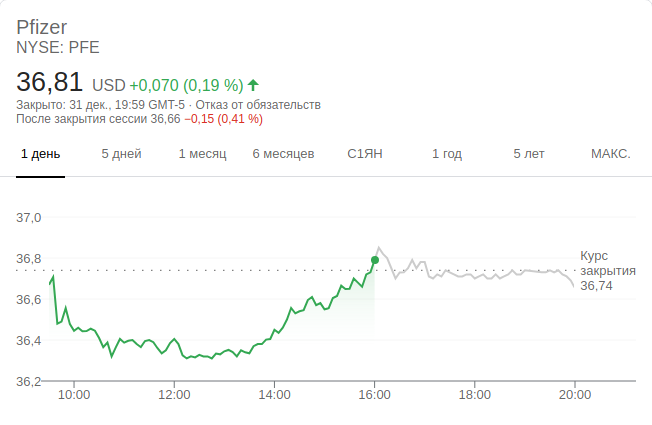 Pfizer
NYSE: PFE
36,81 USD +0,070 (0,19 %)
Закрыто: 31 дек., 19:59 GMT-5 · Отказ от обязательств
После закрытия сессии 36,66 −0,15 (0,41 %)
1 день 5 дней 1 месяц 6 месяцев С1ЯН 1 год 5 лет МАКС.
37,0
36,8
36,6
36,4
36,2
Курс
закрытия
36,74
10:00 12:00 14:00 16:00 18:00 20:00